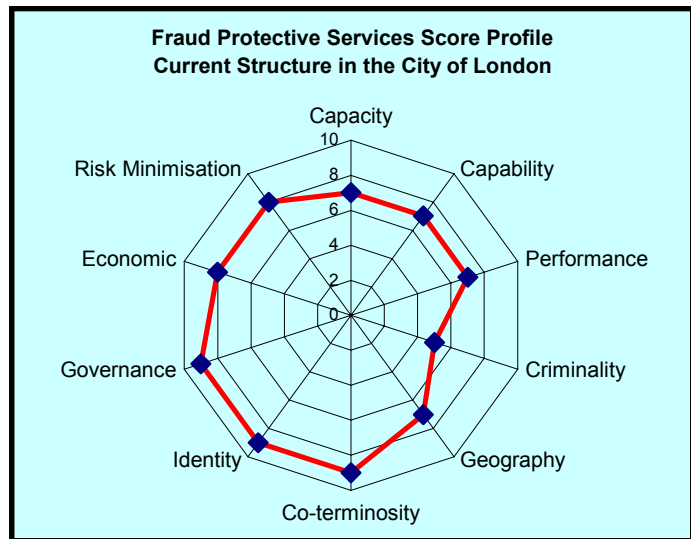 Fraud Protective Services Score Profile
Current Structure in the City of London
Capacity
Capability
Performance
Criminality
Geography
Co-terminosity
Identity
Governance
Economic
Risk Minimisation
10
8
6
4
2
0